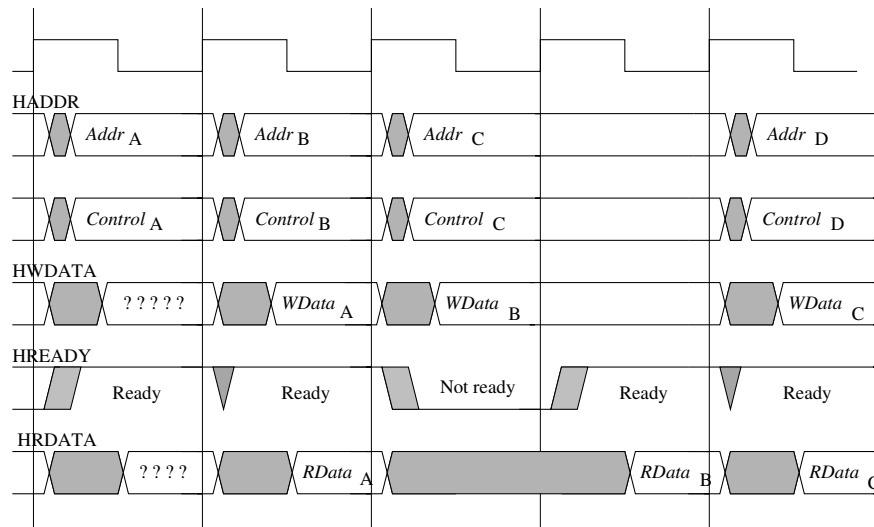 HADDR
Addr A Addr B Addr C Addr D
Control A Control B Control C Control D
HWDATA
? ? ? ? ? WData A WData B WData C
HREADY
Ready Ready Not ready Ready Ready
HRDATA
? ? ? ? RData A RData B RData C